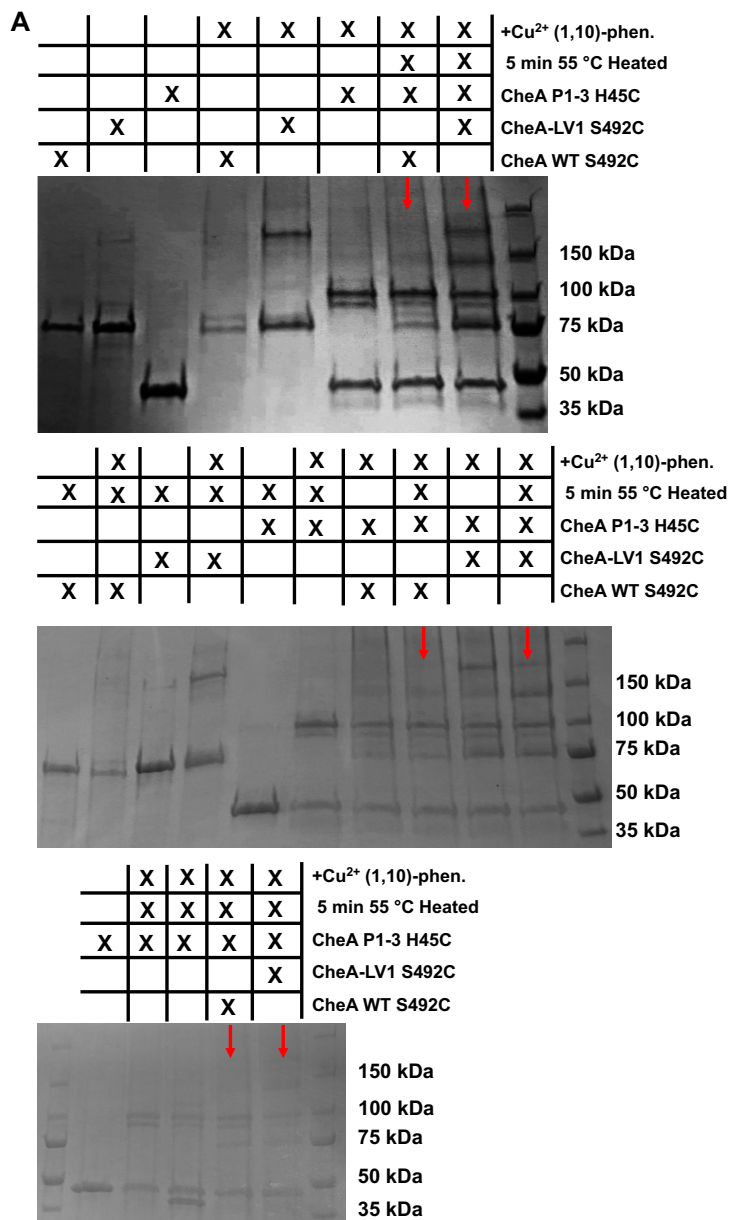 A
X X X X X +Cu²⁺ (1,10)-phen.
X X 5 min 55 °C Heated
X X X X CheA P1-3 H45C
X X X CheA-LV1 S492C
X X X CheA WT S492C
150 kDa
100 kDa
75 kDa
50 kDa
35 kDa
X X X X X X X +Cu²⁺ (1,10)-phen.
X X X X X X X X 5 min 55 °C Heated
X X X X X X CheA P1-3 H45C
X X X X CheA-LV1 S492C
X X X X CheA WT S492C
150 kDa
100 kDa
75 kDa
50 kDa
35 kDa
X X X X +Cu²⁺ (1,10)-phen.
X X X X 5 min 55 °C Heated
X X X X X CheA P1-3 H45C
X CheA-LV1 S492C
X CheA WT S492C
150 kDa
100 kDa
75 kDa
50 kDa
35 kDa